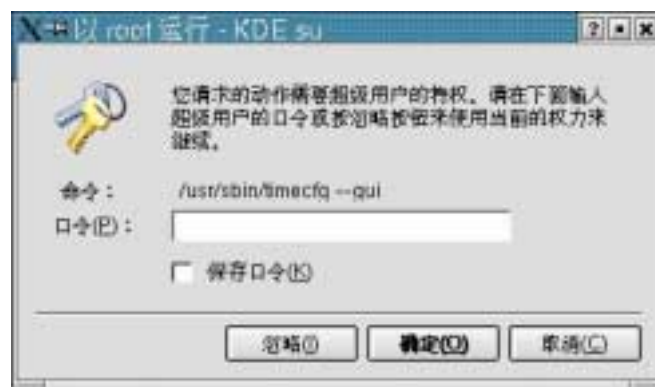 以 root 运行 - KDE su
您请求的动作需要超级用户的特权。请在下面输入
超级用户的口令或按忽略按钮来使用当前的权力来
继续。
命令： /usr/sbin/timecfg --gui
口令(P)：
保存口令(K)
忽略(I) 确定(O) 取消(C)